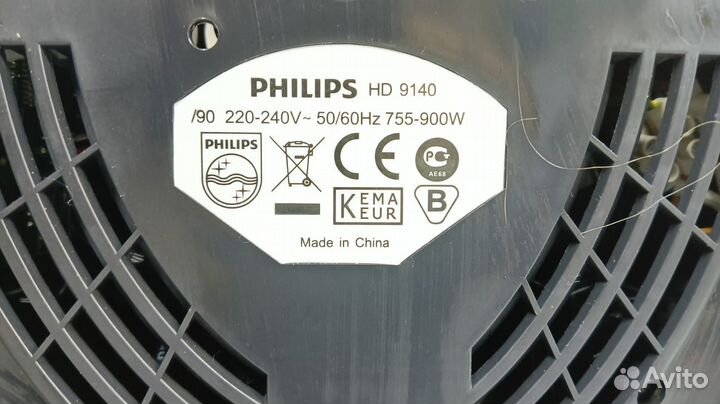 PHILIPS HD 9140
/90 220-240V~ 50/60Hz 755-900W
PHILIPS
CE
PC
AE68
KEMA
KEUR
B
Made in China
Avito